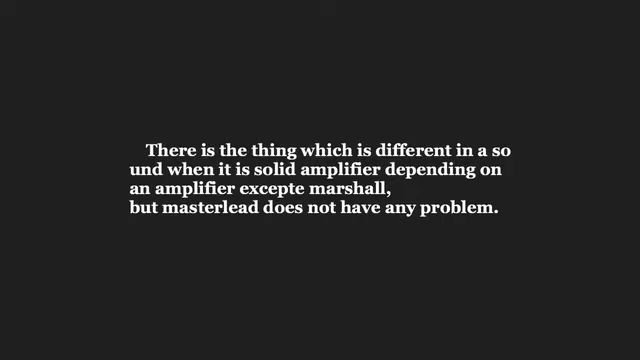 There is the thing which is different in a so
und when it is solid amplifier depending on
an amplifier excepte marshall,
but masterlead does not have any problem.